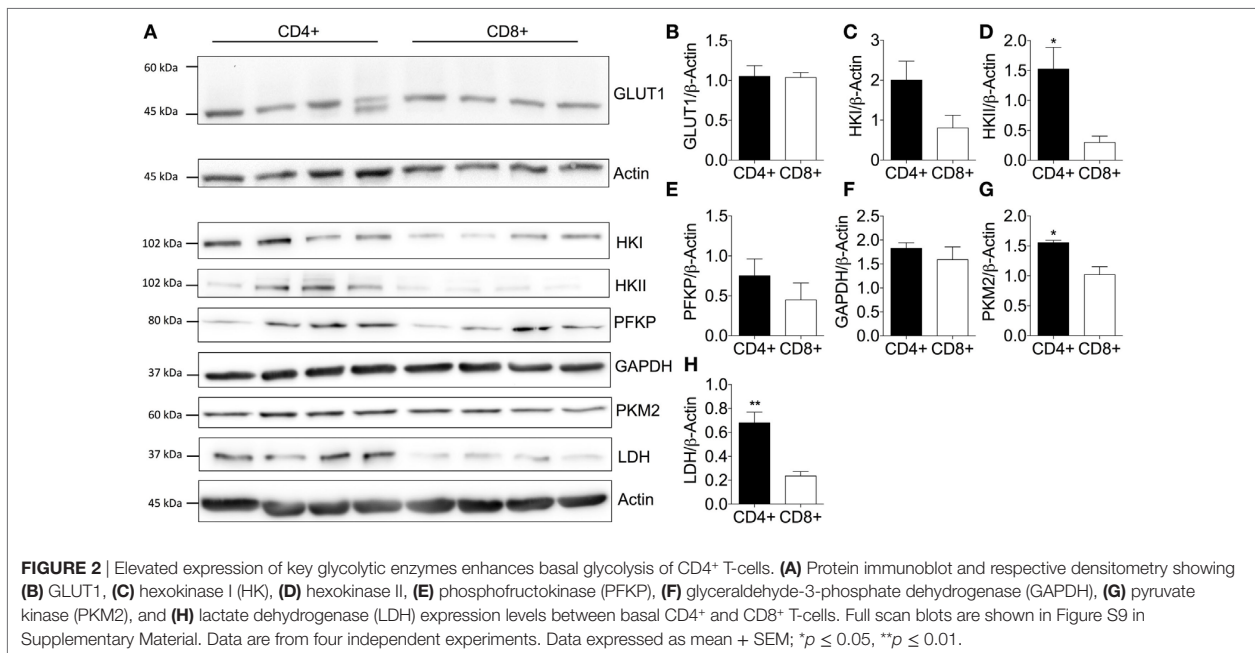 A
CD4+ CD8+
60 kDa
GLUT1
45 kDa
45 kDa Actin
102 kDa HKI
102 kDa HKII
80 kDa PFKP
37 kDa GAPDH
60 kDa PKM2
37 kDa LDH
45 kDa Actin
B
GLUT1/β-Actin
1.5
1.0
0.5
0.0
CD4+ CD8+
C
HKI/β-Actin
3
2
1
0
CD4+ CD8+
D
HKII/β-Actin
2.0
1.5
1.0
0.5
0.0
*
CD4+ CD8+
E
PFKP/β-Actin
1.5
1.0
0.5
0.0
CD4+ CD8+
F
GAPDH/β-Actin
2.5
2.0
1.5
1.0
0.5
0.0
CD4+ CD8+
G
PKM2/β-Actin
2.0
1.5
1.0
0.5
0.0
*
CD4+ CD8+
H
LDH/β-Actin
1.0
0.8
0.6
0.4
0.2
0.0
**
CD4+ CD8+
FIGURE 2 | Elevated expression of key glycolytic enzymes enhances basal glycolysis of CD4⁺ T-cells. (A) Protein immunoblot and respective densitometry showing
(B) GLUT1, (C) hexokinase I (HK), (D) hexokinase II, (E) phosphofructokinase (PFKP), (F) glyceraldehyde-3-phosphate dehydrogenase (GAPDH), (G) pyruvate
kinase (PKM2), and (H) lactate dehydrogenase (LDH) expression levels between basal CD4⁺ and CD8⁺ T-cells. Full scan blots are shown in Figure S9 in
Supplementary Material. Data are from four independent experiments. Data expressed as mean + SEM; *p ≤ 0.05, **p ≤ 0.01.